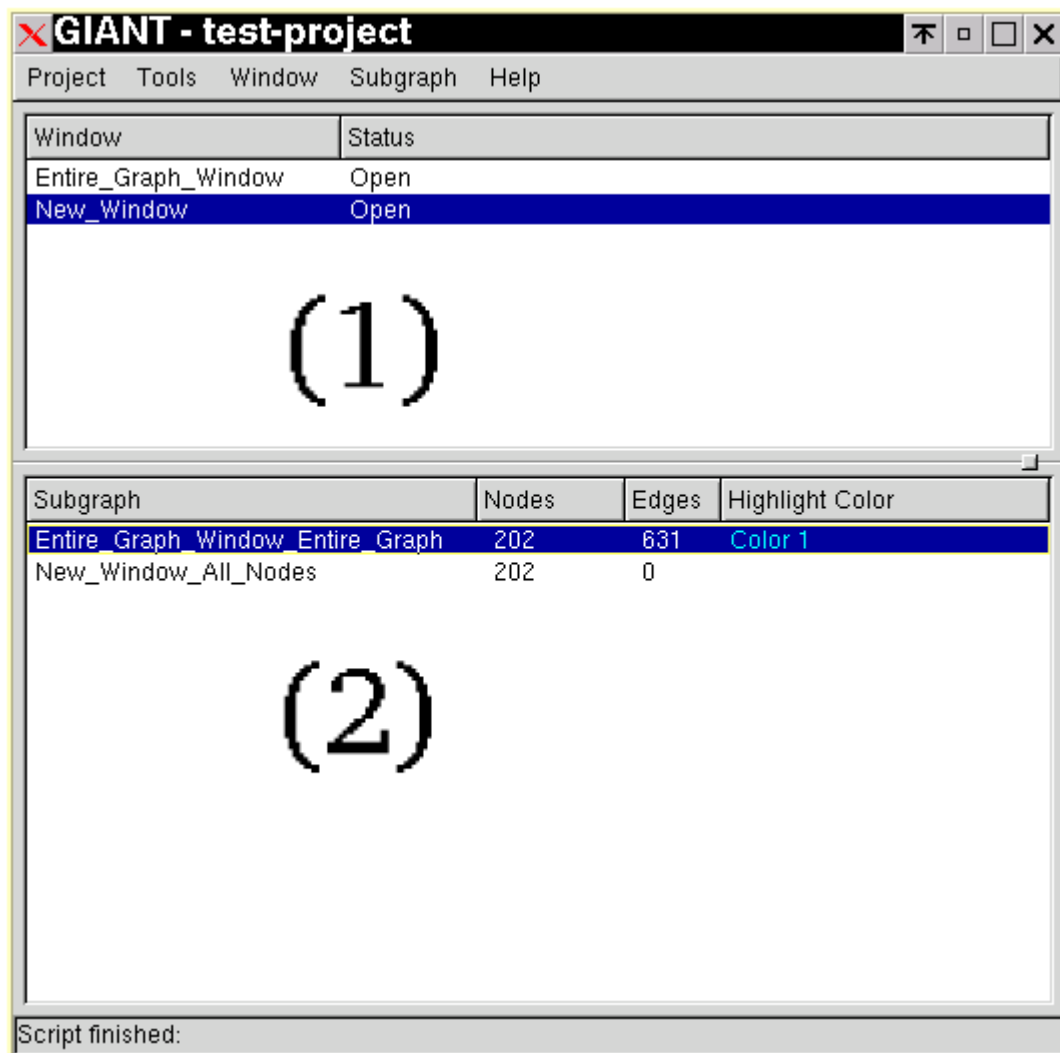 GIANT - test-project
Project Tools Window Subgraph Help
Window Status
Entire_Graph_Window Open
New_Window Open
(1)
Subgraph Nodes Edges Highlight Color
Entire_Graph_Window_Entire_Graph 202 631 Color 1
New_Window_All_Nodes 202 0
(2)
Script finished: